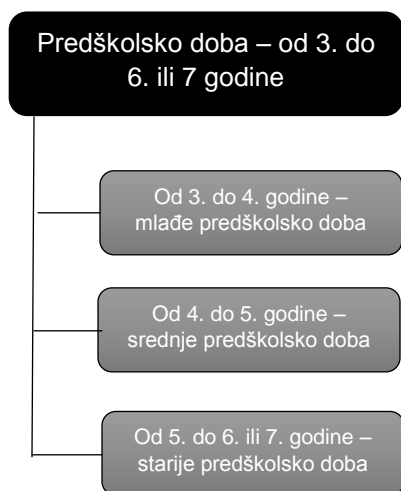 Predškolsko doba – od 3. do
6. ili 7 godine
Od 3. do 4. godine –
mlađe predškolsko doba
Od 4. do 5. godine –
srednje predškolsko doba
Od 5. do 6. ili 7. godine –
starije predškolsko doba